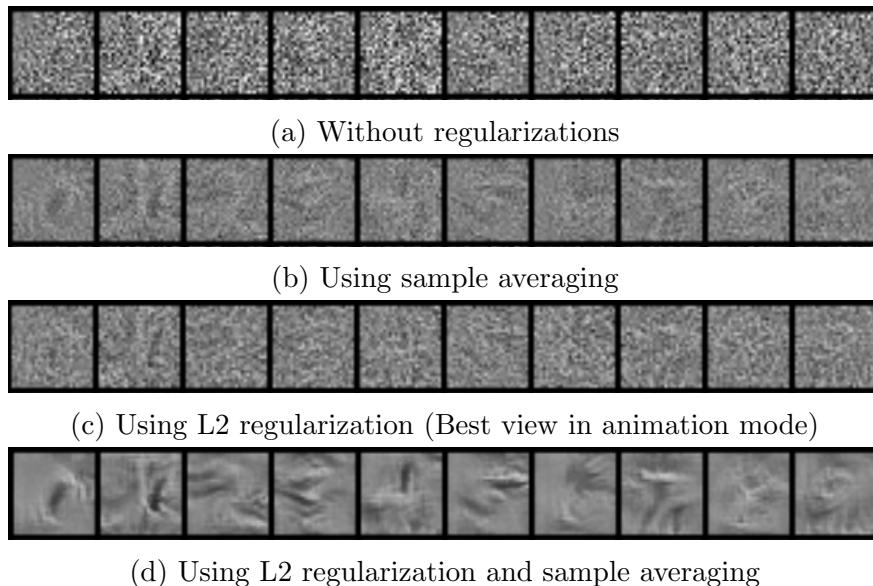 (a) Without regularizations
(b) Using sample averaging
(c) Using L2 regularization (Best view in animation mode)
(d) Using L2 regularization and sample averaging